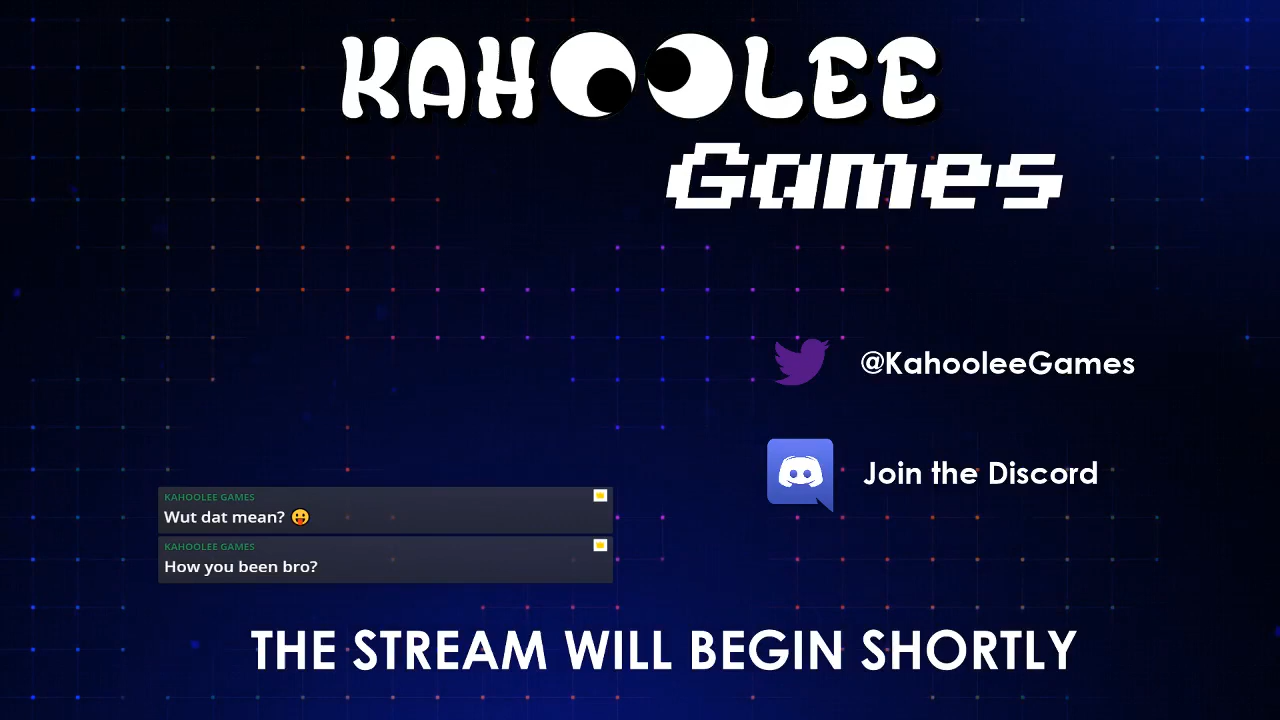 KAHOOLEE
Games
@KahooleeGames
Join the Discord
KAHOOLEE GAMES
Wut dat mean? 😛
KAHOOLEE GAMES
How you been bro?
THE STREAM WILL BEGIN SHORTLY